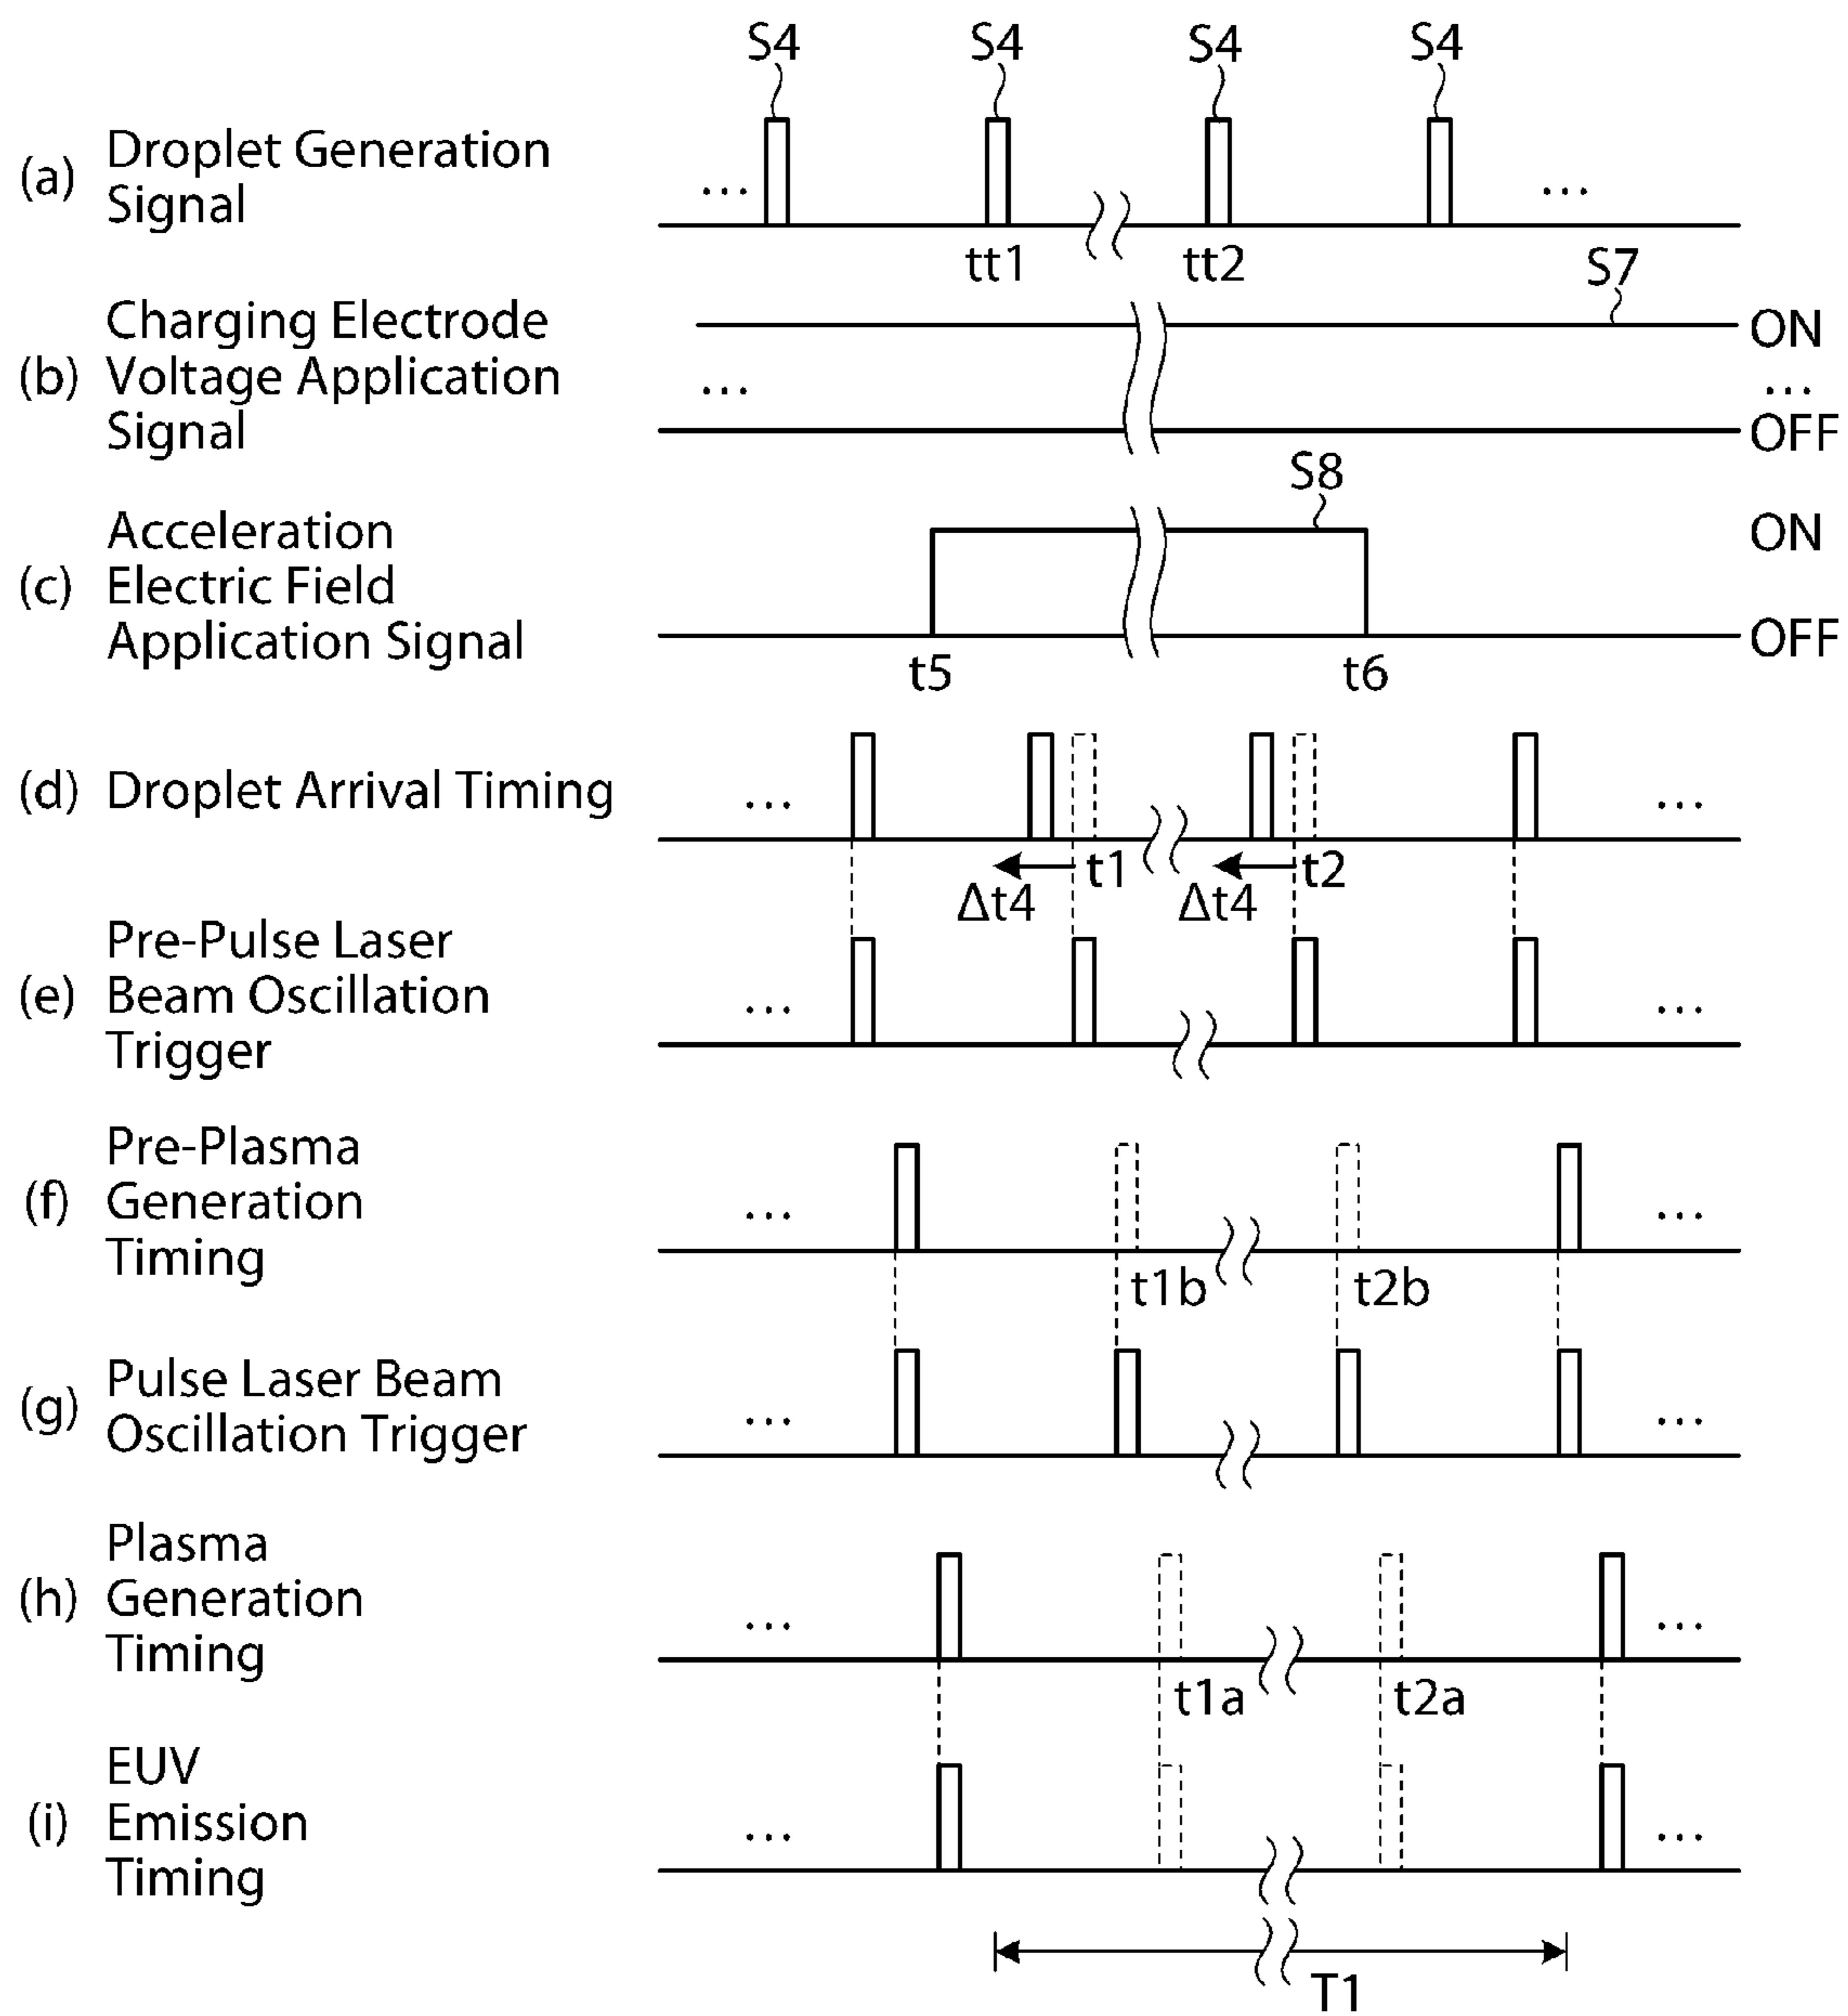 S4 S4 S4 S4
(a) Droplet Generation
Signal
... ...
tt1 tt2
S7
(b) Charging Electrode
Voltage Application
Signal
ON
... ...
OFF
S8
(c) Acceleration
Electric Field
Application Signal
ON
OFF
t5 t6
(d) Droplet Arrival Timing
... ...
t1 t2
Δt4 Δt4
(e) Pre-Pulse Laser
Beam Oscillation
Trigger
... ...
(f) Pre-Plasma
Generation
Timing
... ...
t1b t2b
(g) Pulse Laser Beam
Oscillation Trigger
... ...
(h) Plasma
Generation
Timing
... ...
t1a t2a
(i) EUV
Emission
Timing
... ...
T1